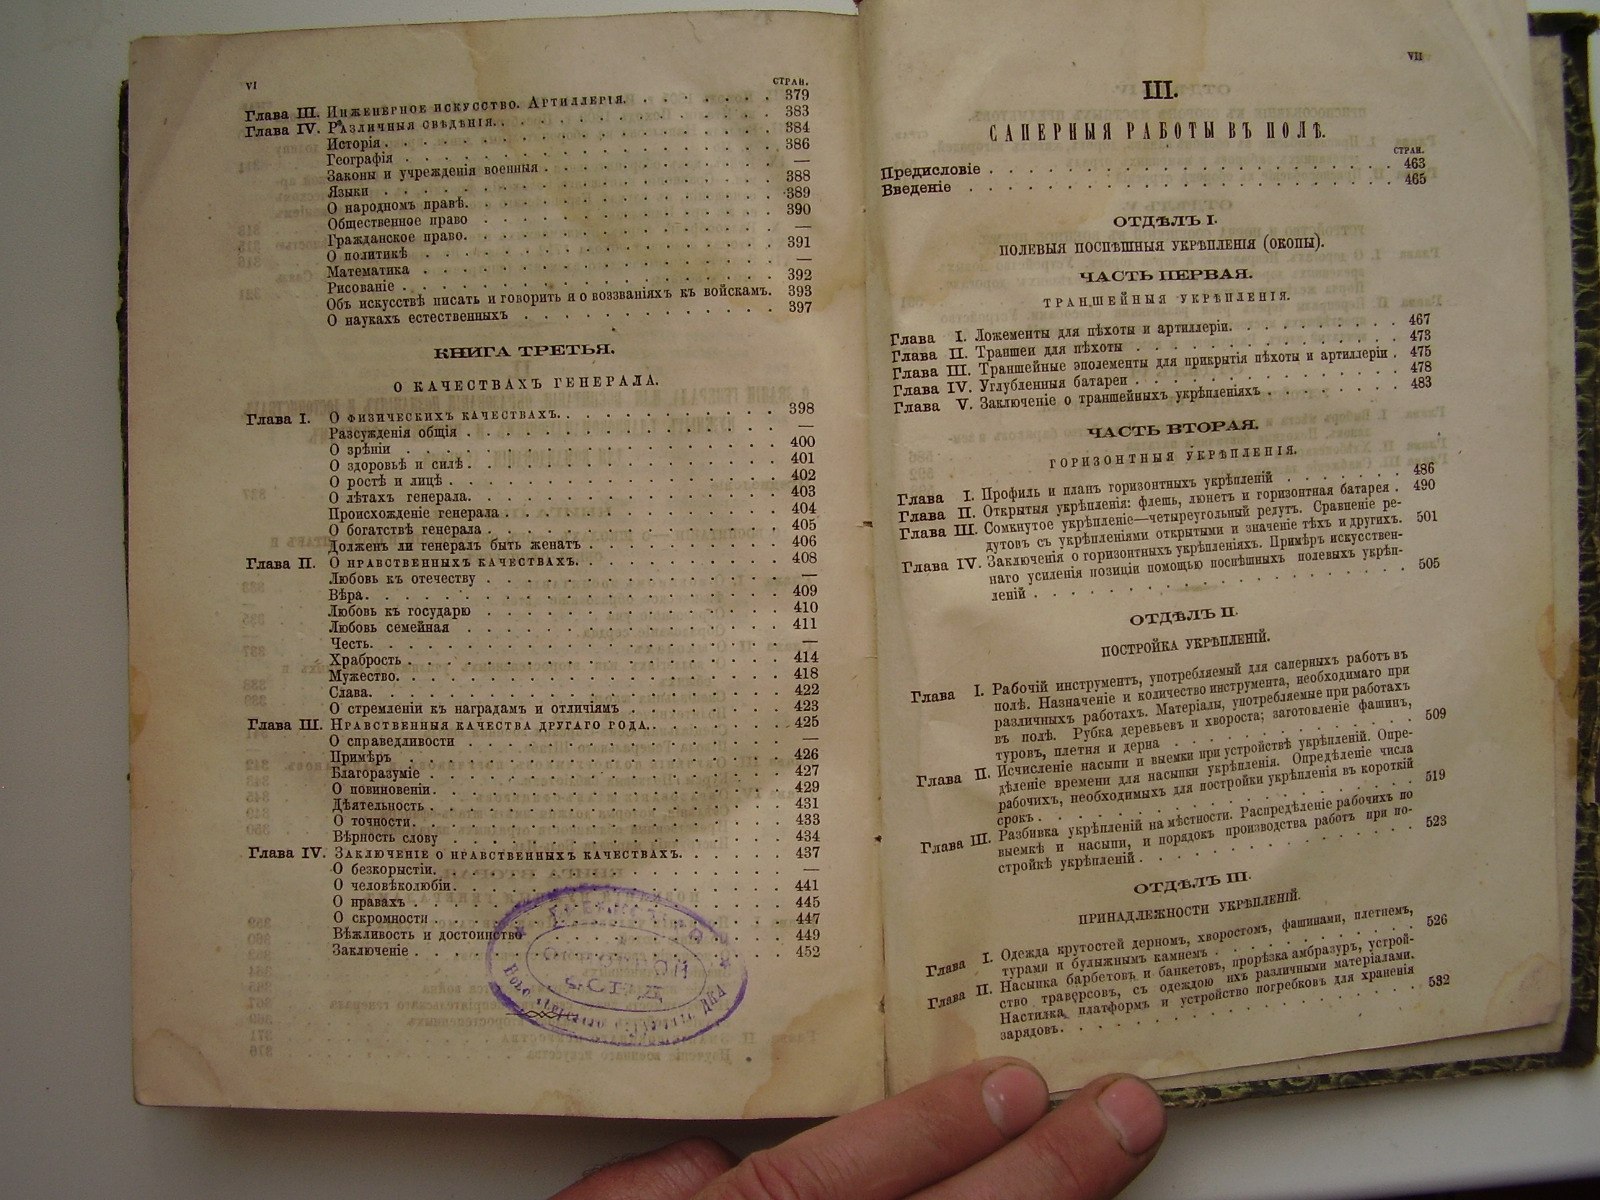 VI
СТРАН.
Глава III. Инженерное искусство. Артиллерія. 379
Глава IV. Различныя свѣдѣнія. 383
Исторія 384
Географія 386
Законы и учрежденія военныя —
Языки 388
О народномъ правѣ. 389
Общественное право 390
Гражданское право. —
О политикѣ 391
Математика —
Рисованіе 392
Объ искусствѣ писать и говорить и о воззваніяхъ къ войскамъ. 393
О наукахъ естественныхъ 397
КНИГА ТРЕТЬЯ.
О КАЧЕСТВАХЪ ГЕНЕРАЛА.
Глава I. О физическихъ качествахъ. 398
Разсужденія общія —
О зрѣніи 400
О здоровьѣ и силѣ 401
О ростѣ и лицѣ 402
О лѣтахъ генерала. 403
Происхожденіе генерала 404
О богатствѣ генерала 405
Долженъ ли генералъ быть женатъ 406
Глава II. О нравственныхъ качествахъ. 408
Любовь къ отечеству —
Вѣра. 409
Любовь къ государю 410
Любовь семейная 411
Честь. —
Храбрость 414
Мужество. 418
Слава. 422
О стремленіи къ наградамъ и отличіямъ 423
Глава III. Нравственныя качества другаго рода. 425
О справедливости —
Примѣръ 426
Благоразуміе 427
О повиновеніи. 429
Дѣятельность 431
О точности. 433
Вѣрность слову 434
Глава IV. Заключеніе о нравственныхъ качествахъ. 437
О безкорыстіи. —
О человѣколюбіи. 441
О нравахъ 445
О скромности 447
Вѣжливость и достоинство 449
Заключеніе 452
VII
III.
САПЕРНЫЯ РАБОТЫ ВЪ ПОЛѢ.
СТРАН.
Предисловіе 463
Введеніе 465
ОТДѢЛЪ I.
ПОЛЕВЫЯ ПОСПѢШНЫЯ УКРѢПЛЕНІЯ (ОКОПЫ).
ЧАСТЬ ПЕРВАЯ.
ТРАНШЕЙНЫЯ УКРѢПЛЕНІЯ.
Глава I. Ложементы для пѣхоты и артиллеріи. 467
Глава II. Траншеи для пѣхоты 473
Глава III. Траншейные эполементы для прикрытія пѣхоты и артиллеріи 475
Глава IV. Углубленныя батареи 478
Глава V. Заключеніе о траншейныхъ укрѣпленіяхъ 483
ЧАСТЬ ВТОРАЯ.
ГОРИЗОНТНЫЯ УКРѢПЛЕНІЯ.
Глава I. Профиль и планъ горизонтныхъ укрѣпленій 486
Глава II. Открытыя укрѣпленія: флешь, люнетъ и горизонтная батарея 490
Глава III. Сомкнутое укрѣпленіе—четыреугольный редутъ. Сравненіе ре-
дутовъ съ укрѣпленіями открытыми и значеніе тѣхъ и другихъ. 501
Глава IV. Заключенія о горизонтныхъ укрѣпленіяхъ. Примѣръ искусствен-
наго усиленія позиціи помощью поспѣшныхъ полевыхъ укрѣп-
леній 505
ОТДѢЛЪ II.
ПОСТРОЙКА УКРѢПЛЕНІЙ.
Глава I. Рабочій инструментъ, употребляемый для саперныхъ работъ въ
полѣ. Назначеніе и количество инструмента, необходимаго при
различныхъ работахъ. Матеріалы, употребляемые при работахъ
въ полѣ. Рубка деревьевъ и хвороста; заготовленіе фашинъ,
туровъ, плетня и дерна 509
Глава II. Исчисленіе насыпи и выемки при устройствѣ укрѣпленій. Опре-
дѣленіе времени для насыпки укрѣпленія. Опредѣленіе числа
рабочихъ, необходимыхъ для постройки укрѣпленія въ короткій
срокъ 519
Глава III. Разбивка укрѣпленій на мѣстности. Распредѣленіе рабочихъ по
выемкѣ и насыпи, и порядокъ производства работъ при по-
стройкѣ укрѣпленій 523
ОТДѢЛЪ III.
ПРИНАДЛЕЖНОСТИ УКРѢПЛЕНІЙ.
Глава I. Одежда крутостей дерномъ, хворостомъ, фашинами, плетнемъ,
турами и булыжнымъ камнемъ 526
Глава II. Насыпка барбетовъ и банкетовъ, прорѣзка амбразуръ, устрой-
ство траверсовъ, съ одеждою ихъ различными матеріалами.
Настилка платформъ и устройство погребковъ для храненія
зарядовъ. 532